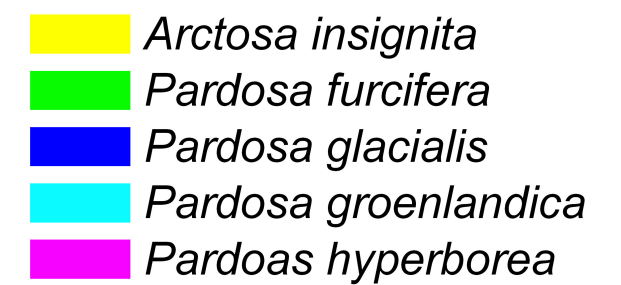 Arctosa insignita
Pardosa furcifera
Pardosa glacialis
Pardosa groenlandica
Pardoas hyperborea